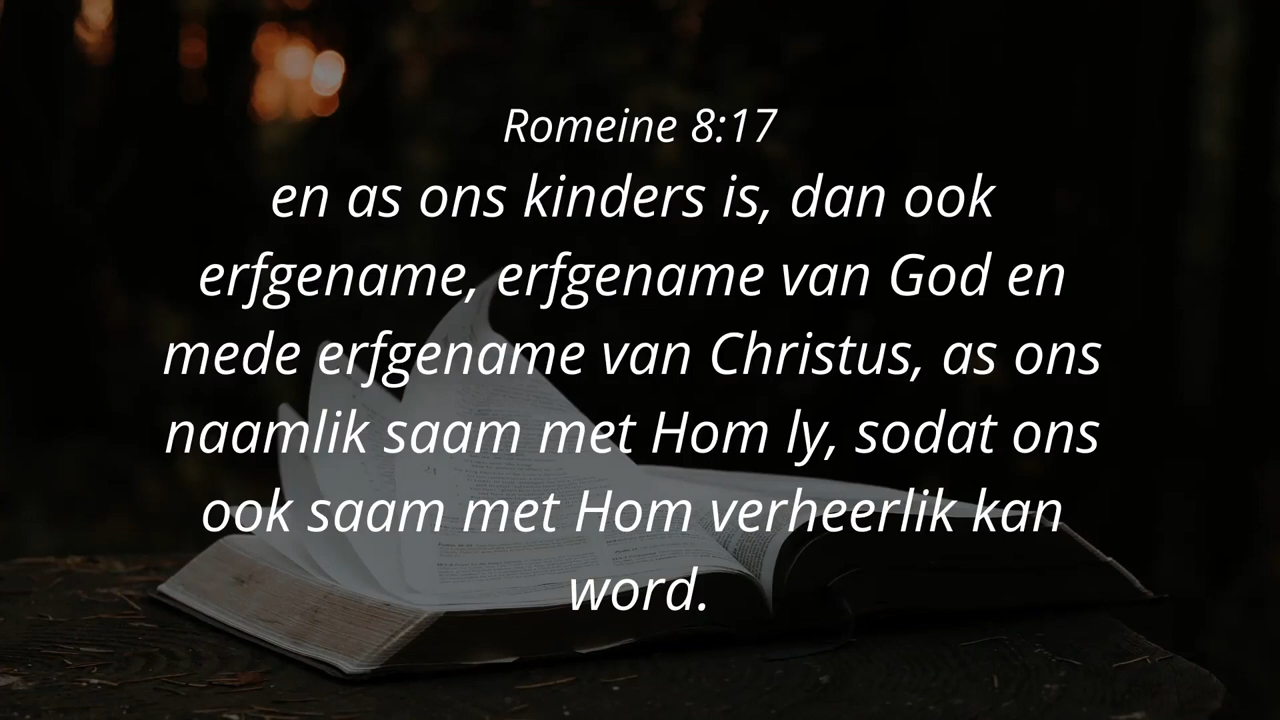 Romeine 8:17
en as ons kinders is, dan ook
erfgename, erfgename van God en
mede erfgename van Christus, as ons
naamlik saam met Hom ly, sodat ons
ook saam met Hom verheerlik kan
word.